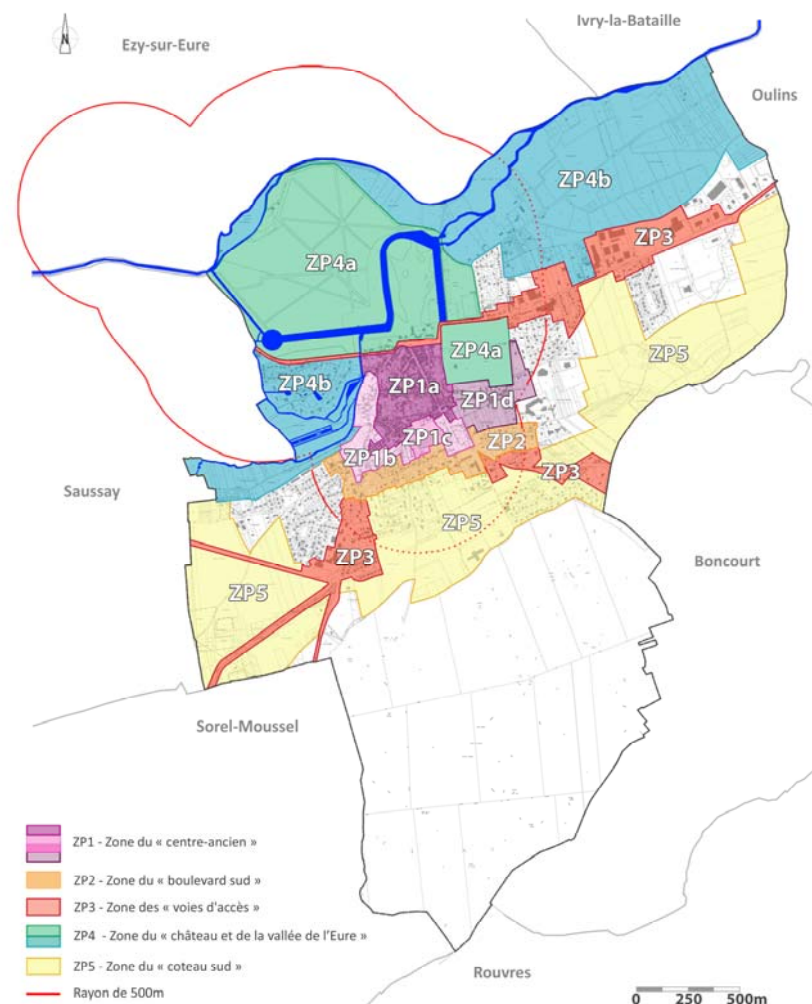 Ivry-la-Bataille
N
Ezy-sur-Eure
Oulins
ZP4b
ZP3
ZP4a
ZP4a
ZP5
ZP4b
ZP1a
ZP1d
ZP1c
ZP2
ZP1b
ZP3
Saussay
ZP5
ZP3
Boncourt
ZP5
Sorel-Moussel
ZP1 - Zone du « centre-ancien »
ZP2 - Zone du « boulevard sud »
ZP3 - Zone des « voies d'accès »
ZP4 - Zone du « château et de la vallée de l'Eure »
ZP5 - Zone du « coteau sud »
Rayon de 500m
Rouvres
0 250 500m